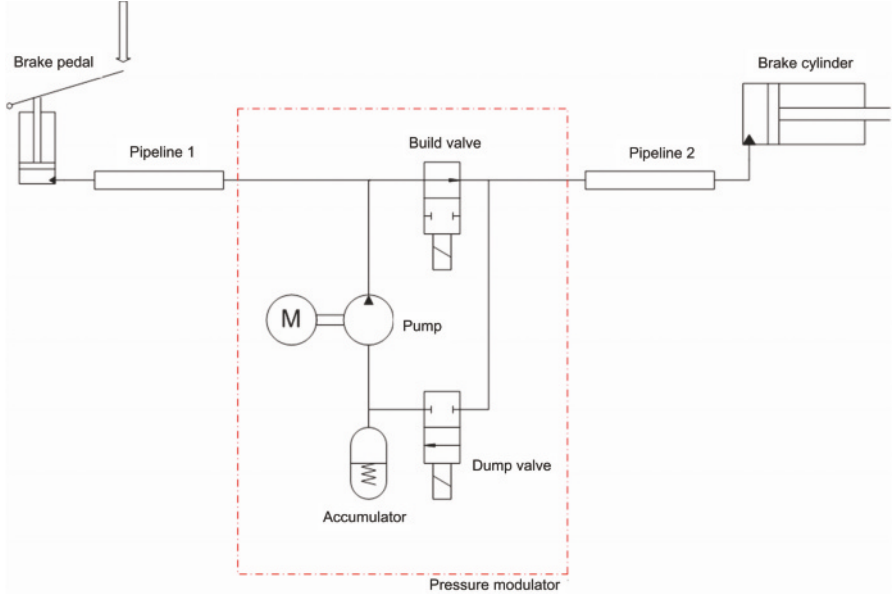 Brake pedal
Brake cylinder
Build valve
Pipeline 1
Pipeline 2
M
Pump
Dump valve
Accumulator
Pressure modulator